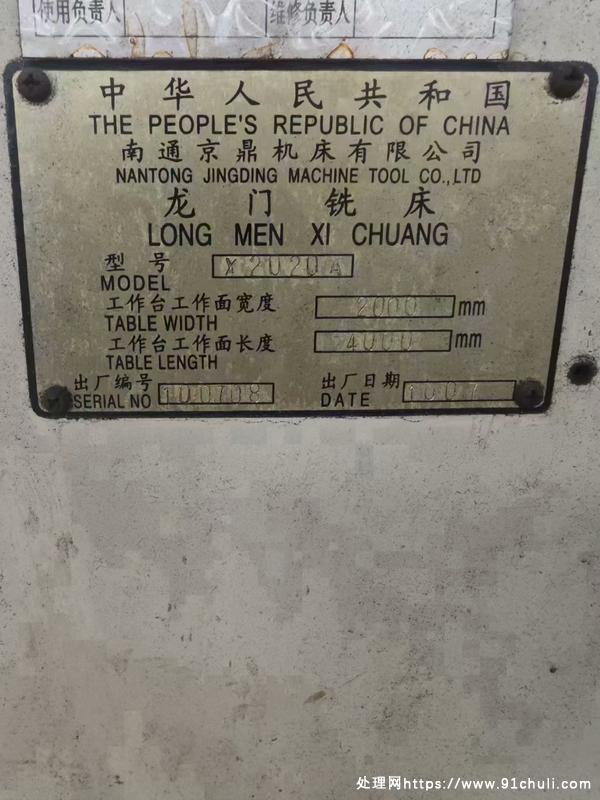 使用负责人 维修负责人
中华人民共和国
THE PEOPLE'S REPUBLIC OF CHINA
南通京鼎机床有限公司
NANTONG JINGDING MACHINE TOOL CO.,LTD
龙门铣床
LONG MEN XI CHUANG
型号 X2020A
MODEL
工作台工作面宽度 2000 mm
TABLE WIDTH
工作台工作面长度 4000 mm
TABLE LENGTH
出厂编号 100708 出厂日期 1007
SERIAL NO DATE
处理网https://www.91chuli.com